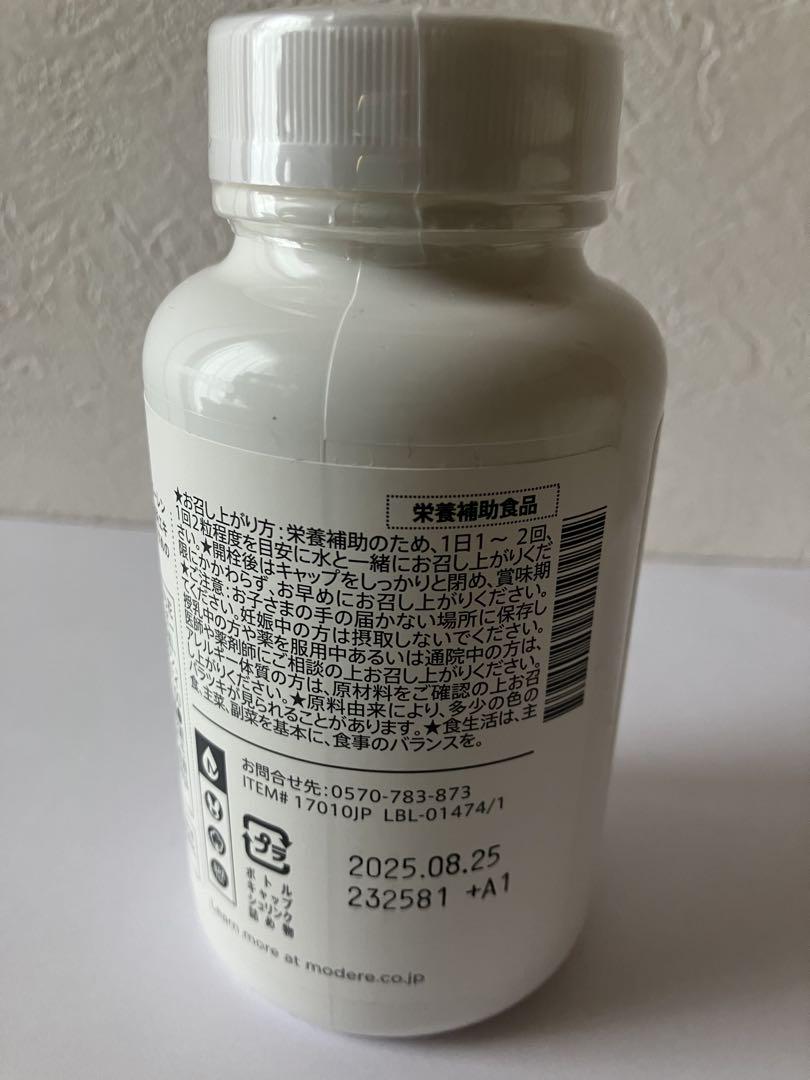 栄養補助食品
★お召し上がり方：栄養補助のため、1日1～2回、
1回2粒程度を目安に水と一緒にお召し上がりくだ
さい。★開栓後はキャップをしっかりと閉め、賞味期
限にかかわらず、お早めにお召し上がりください。
★ご注意：お子さまの手の届かない場所に保存し
てください。妊娠中の方は摂取しないでください。
授乳中の方や薬を服用中あるいは通院中の方は、
医師や薬剤師にご相談の上お召し上がりください。
アレルギー体質の方は、原材料をご確認の上お召
し上がりください。★原料由来により、多少の色の
バラツキが見られることがあります。★食生活は、主
食、主菜、副菜を基本に、食事のバランスを。
お問合せ先：0570-783-873
ITEM# 17010JP LBL-01474/1
プラ
ボトル
キャップ
シュリンク
詰め物
2025.08.25
232581 +A1
Learn more at modere.co.jp